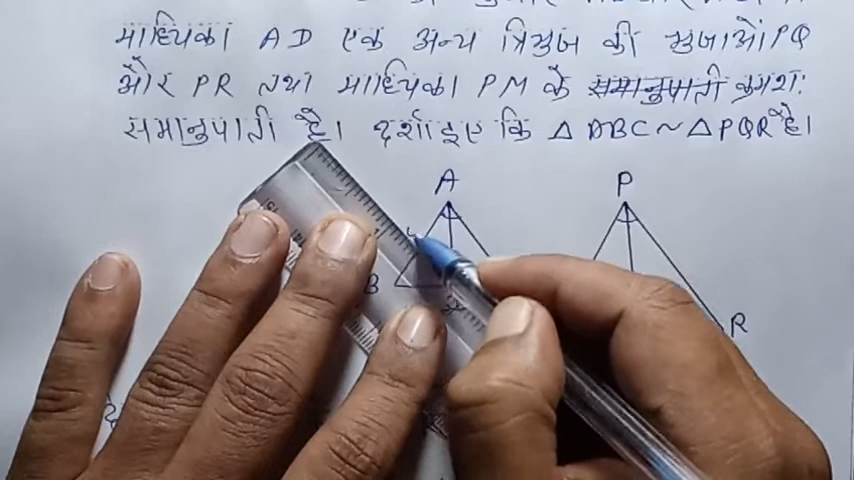 माध्यिका AD एक अन्य त्रिभुज की भुजाओं PQ
और PR तथा माध्यिका PM के समानुपाती क्रमशः
समानुपाती है। दर्शाइए कि △ ABC ~ △ PQR है।
A P
B
R